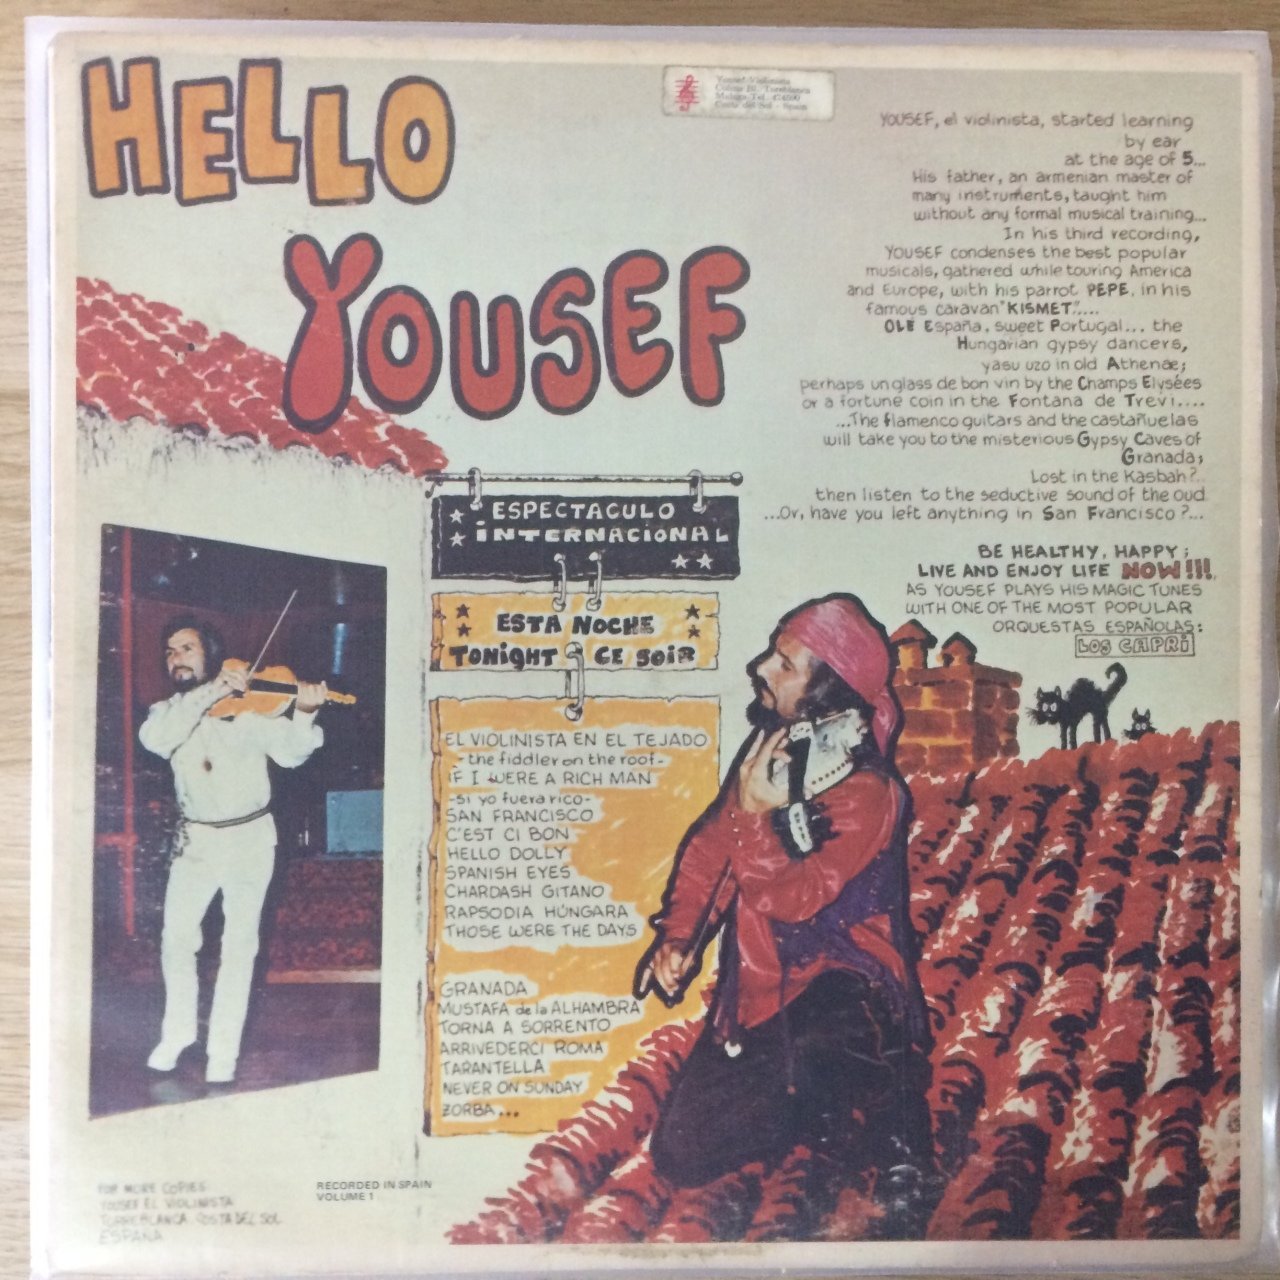 HELLO
YOUSEF
Yousef-Violinista
Costa del Sol - Spain
YOUSEF, el violinista, started learning
by ear
at the age of 5...
His father, an armenian master of
many instruments, taught him
without any formal musical training...
In his third recording,
YOUSEF condenses the best popular
musicals, gathered while touring America
and Europe, with his parrot PEPE, in his
famous caravan "KISMET"....
OLE España, sweet Portugal... the
Hungarian gypsy dancers,
yasu uzo in old Athenæ;
perhaps un glass de bon vin by the Champs Elysées
or a fortune coin in the Fontana de Trevi....
...The flamenco guitars and the castañuelas
will take you to the misterious Gypsy Caves of
Granada;
Lost in the Kasbah?..
then listen to the seductive sound of the oud
...Or, have you left anything in San Francisco?...
BE HEALTHY, HAPPY;
LIVE AND ENJOY LIFE NOW!!!,
AS YOUSEF PLAYS HIS MAGIC TUNES
WITH ONE OF THE MOST POPULAR
ORQUESTAS ESPAÑOLAS:
LOS CAPRI
ESPECTACULO
INTERNACIONAL
ESTA NOCHE
TONIGHT CE SOIR
EL VIOLINISTA EN EL TEJADO
- the fiddler on the roof -
IF I WERE A RICH MAN
- si yo fuera rico -
SAN FRANCISCO
C'EST CI BON
HELLO DOLLY
SPANISH EYES
CHARDASH GITANO
RAPSODIA HÚNGARA
THOSE WERE THE DAYS
GRANADA
MUSTAFA de la ALHAMBRA
TORNA A SORRENTO
ARRIVEDERCI ROMA
TARANTELLA
NEVER ON SUNDAY
ZORBA...
FOR MORE COPIES
YOUSEF EL VIOLINISTA
TORREBLANCA. COSTA DEL SOL
ESPAÑA
RECORDED IN SPAIN
VOLUME 1